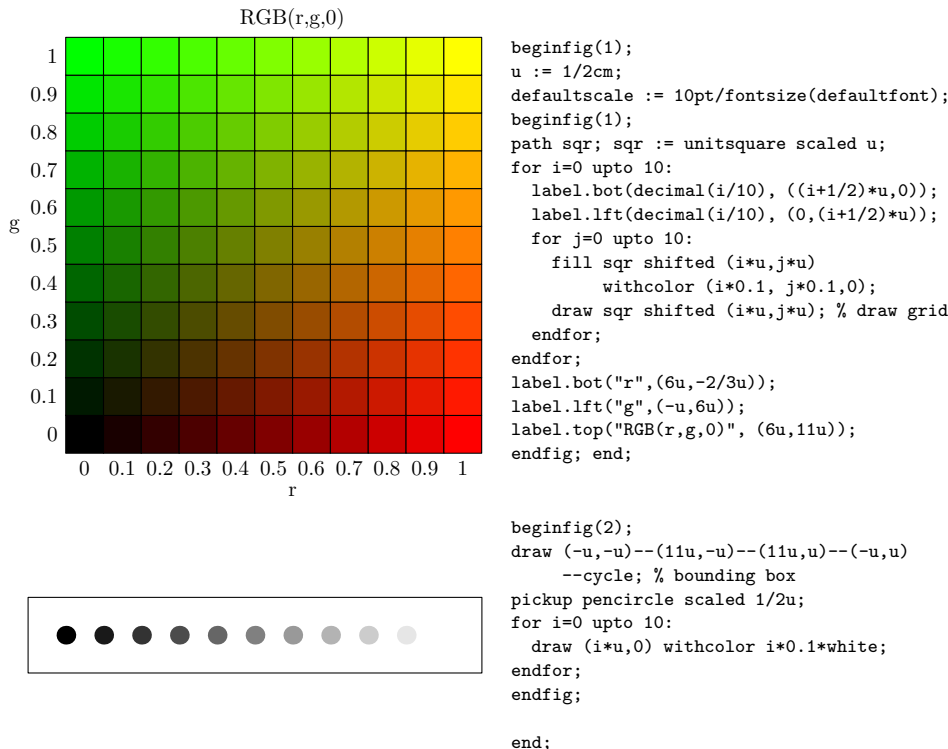 RGB(r,g,0)
1
0.9
0.8
0.7
0.6
g
0.5
0.4
0.3
0.2
0.1
0
0 0.1 0.2 0.3 0.4 0.5 0.6 0.7 0.8 0.9 1
r
beginfig(1);
u := 1/2cm;
defaultscale := 10pt/fontsize(defaultfont);
beginfig(1);
path sqr; sqr := unitsquare scaled u;
for i=0 upto 10:
  label.bot(decimal(i/10), ((i+1/2)*u,0));
  label.lft(decimal(i/10), (0,(i+1/2)*u));
  for j=0 upto 10:
    fill sqr shifted (i*u,j*u)
         withcolor (i*0.1, j*0.1,0);
    draw sqr shifted (i*u,j*u); % draw grid
  endfor;
endfor;
label.bot("r",(6u,-2/3u));
label.lft("g",(-u,6u));
label.top("RGB(r,g,0)", (6u,11u));
endfig; end;
beginfig(2);
draw (-u,-u)--(11u,-u)--(11u,u)--(-u,u)
     --cycle; % bounding box
pickup pencircle scaled 1/2u;
for i=0 upto 10:
  draw (i*u,0) withcolor i*0.1*white;
endfor;
endfig;
end;